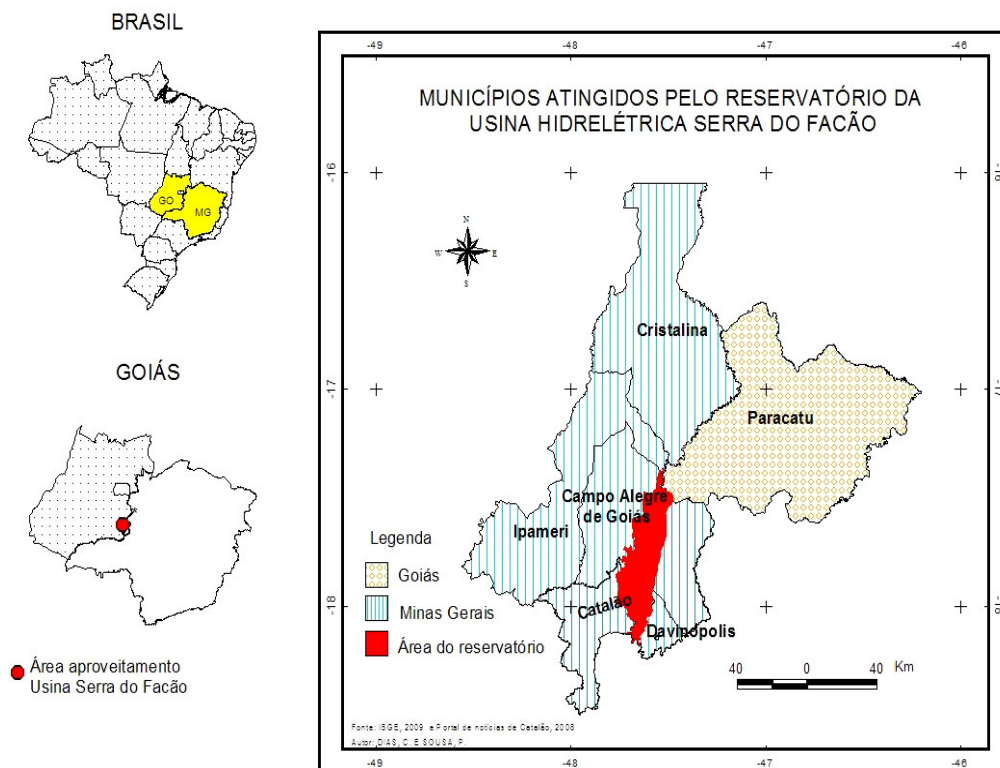 BRASIL
GO
MG
GOIÁS
Área aproveitamento
Usina Serra do Facão
-49
-48
-47
-46
MUNICÍPIOS ATINGIDOS PELO RESERVATÓRIO DA
USINA HIDRELÉTRICA SERRA DO FACÃO
-16
N
W
E
S
Cristalina
-17
Paracatu
Campo Alegre
de Goiás
Ipameri
Legenda
Goiás
Minas Gerais
Área do reservatório
-18
Catalão
Davinópolis
40
0
40
Km
Fonte: IBGE, 2009 e Portal de notícias de Catalão, 2008
Autor: DIAS, C. E SOUSA, P.
-49
-48
-47
-46